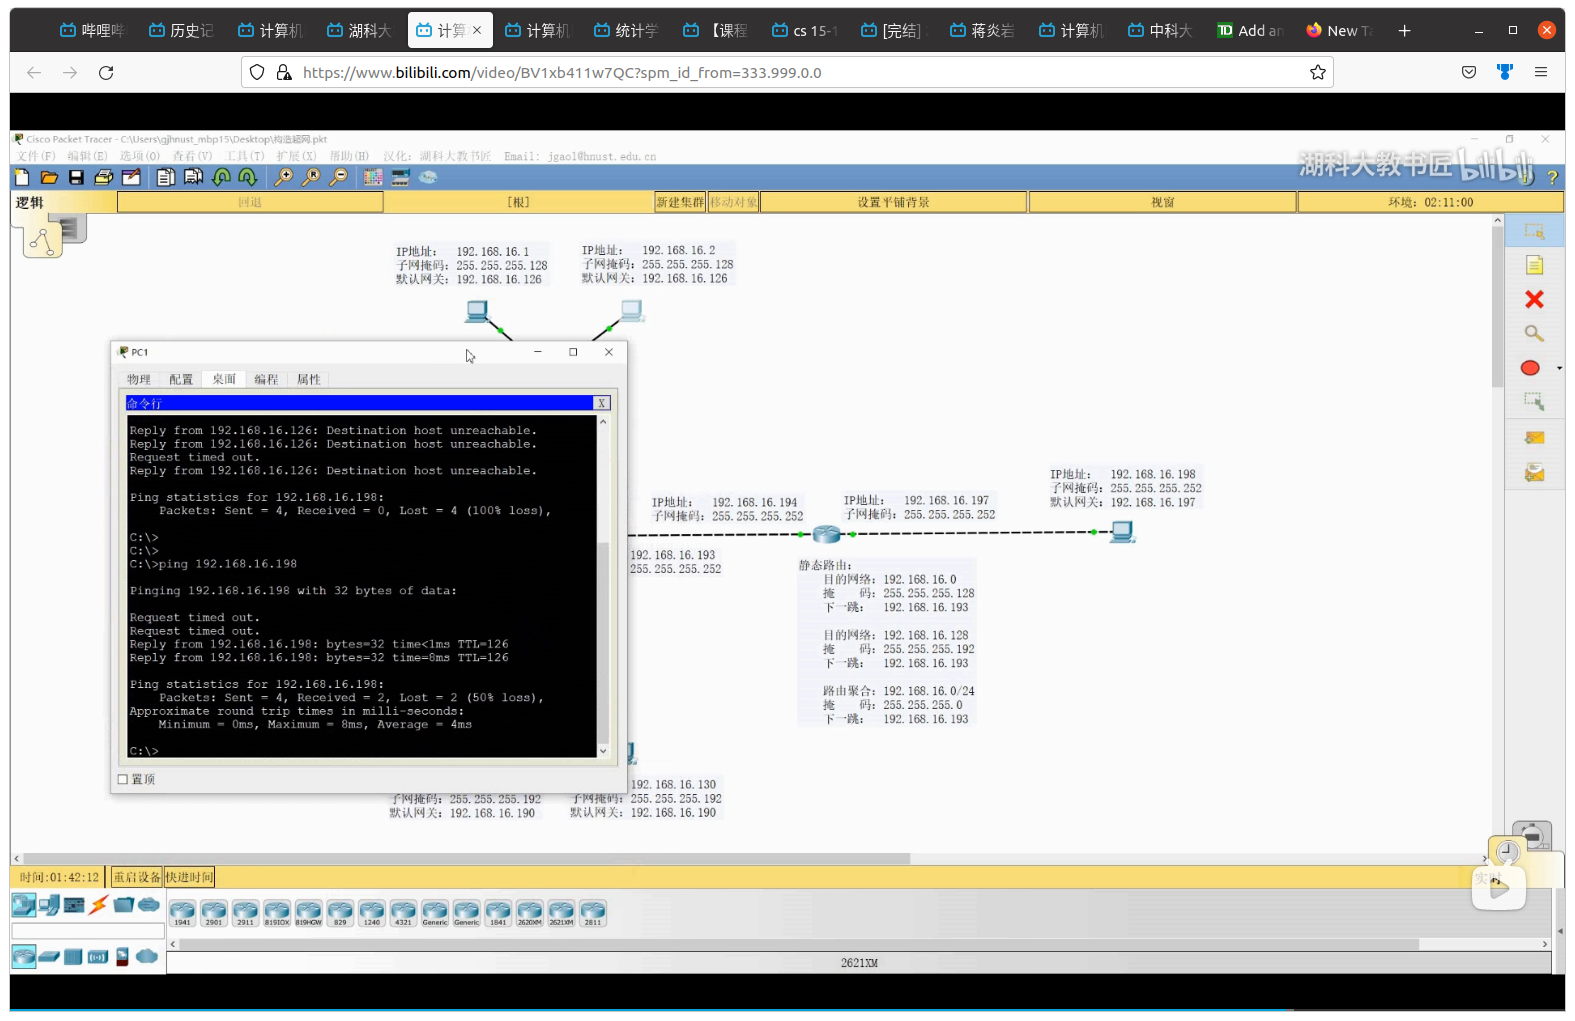 哔哩哔
历史记
计算机
湖科大
计算
计算机
统计学
【课程
cs 15-1
[完结]
蒋炎岩
计算机
中科大
Add an
New Ta
https://www.bilibili.com/video/BV1xb411w7QC?spm_id_from=333.999.0.0
Cisco Packet Tracer - C:\Users\gjhnust_mbp15\Desktop\构造超网.pkt
文件(F) 编辑(E) 选项(O) 查看(V) 工具(T) 扩展(X) 帮助(H) 汉化: 湖科大教书匠 Email: jgaol@hnust.edu.cn
湖科大教书匠 bilibili
逻辑 回退 [根] 新建集群 移动对象 设置平铺背景 视窗 环境: 02:11:00
IP地址: 192.168.16.1
子网掩码: 255.255.255.128
默认网关: 192.168.16.126
IP地址: 192.168.16.2
子网掩码: 255.255.255.128
默认网关: 192.168.16.126
PC1
物理 配置 桌面 编程 属性
命令行 X
Reply from 192.168.16.126: Destination host unreachable.
Reply from 192.168.16.126: Destination host unreachable.
Request timed out.
Reply from 192.168.16.126: Destination host unreachable.
Ping statistics for 192.168.16.198:
Packets: Sent = 4, Received = 0, Lost = 4 (100% loss),
C:\>
C:\>
C:\>ping 192.168.16.198
Pinging 192.168.16.198 with 32 bytes of data:
Request timed out.
Request timed out.
Reply from 192.168.16.198: bytes=32 time<1ms TTL=126
Reply from 192.168.16.198: bytes=32 time=8ms TTL=126
Ping statistics for 192.168.16.198:
Packets: Sent = 4, Received = 2, Lost = 2 (50% loss),
Approximate round trip times in milli-seconds:
Minimum = 0ms, Maximum = 8ms, Average = 4ms
C:\>
置顶
IP地址: 192.168.16.194
子网掩码: 255.255.255.252
IP地址: 192.168.16.197
子网掩码: 255.255.255.252
IP地址: 192.168.16.198
子网掩码: 255.255.255.252
默认网关: 192.168.16.197
192.168.16.193
255.255.255.252
静态路由:
目的网络: 192.168.16.0
掩 码: 255.255.255.128
下一跳: 192.168.16.193
目的网络: 192.168.16.128
掩 码: 255.255.255.192
下一跳: 192.168.16.193
路由聚合: 192.168.16.0/24
掩 码: 255.255.255.0
下一跳: 192.168.16.193
子网掩码: 255.255.255.192
默认网关: 192.168.16.190
192.168.16.130
子网掩码: 255.255.255.192
默认网关: 192.168.16.190
时间:01:42:12 重启设备 快进时间
实时
1941 2901 2911 819IOX 819HGW 829 1240 4321 Generic Generic 1841 2620XM 2621XM 2811
2621XM